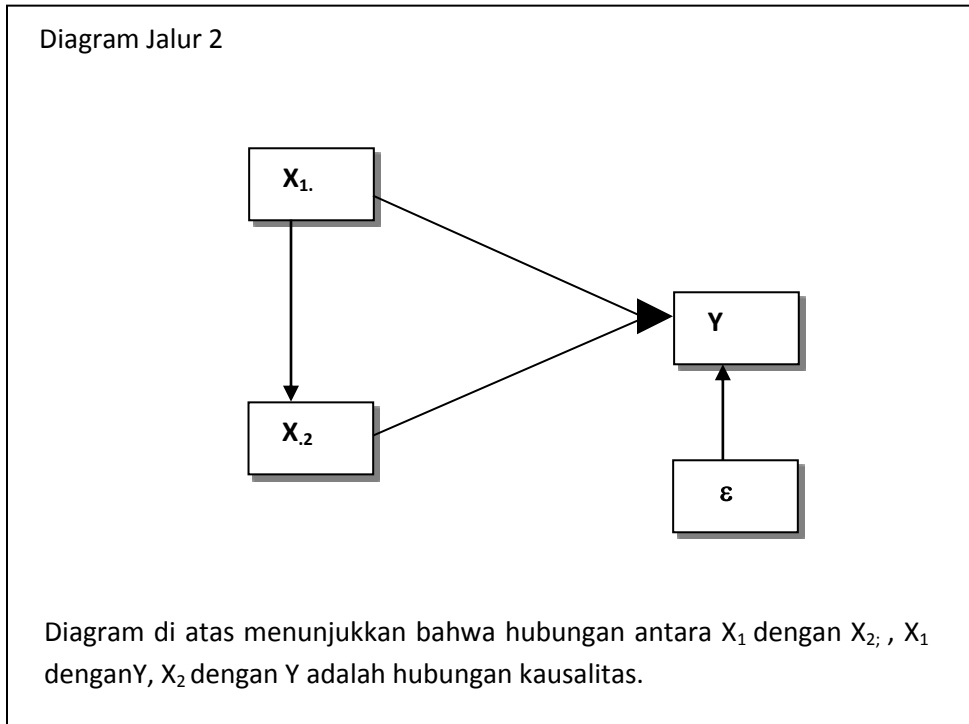 Diagram Jalur 2
X₁.
Y
X.₂
ε
Diagram di atas menunjukkan bahwa hubungan antara X₁ dengan X₂; , X₁
denganY, X₂ dengan Y adalah hubungan kausalitas.